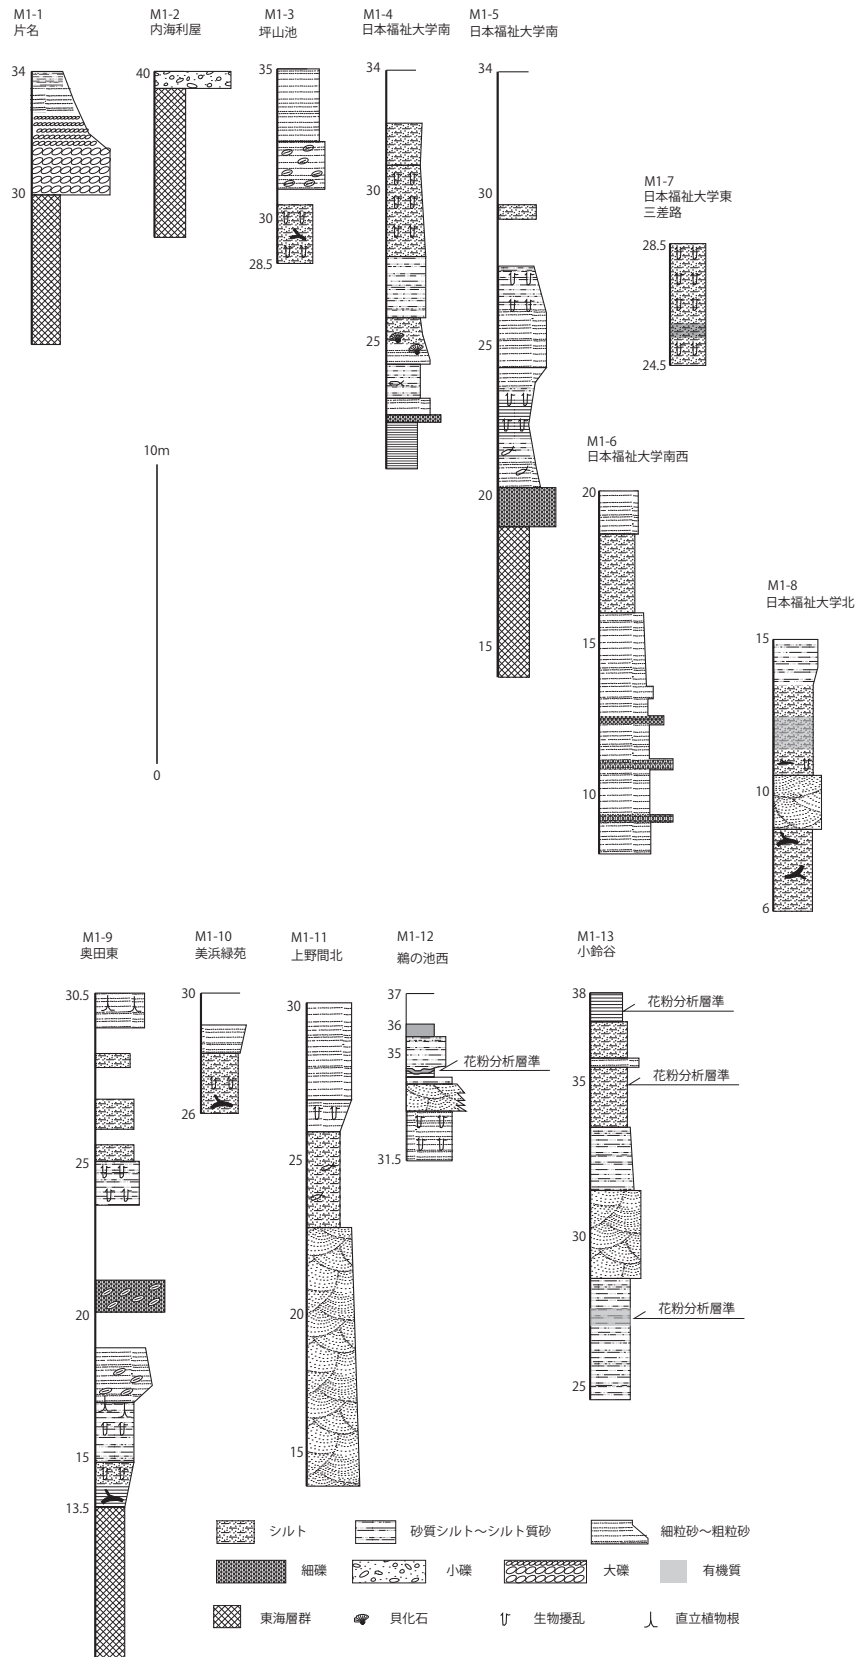 M1-1
片名
34
30
M1-2
内海利屋
40
M1-3
坪山池
35
30
28.5
M1-4
日本福祉大学南
34
30
25
M1-5
日本福祉大学南
34
30
25
20
15
M1-7
日本福祉大学東
三差路
28.5
24.5
10m
0
M1-6
日本福祉大学南西
20
15
10
M1-8
日本福祉大学北
15
10
6
M1-9
奥田東
30.5
25
20
15
13.5
M1-10
美浜緑苑
30
26
M1-11
上野間北
30
25
20
15
M1-12
鵜の池西
37
36
35
31.5
花粉分析層準
M1-13
小鈴谷
38
35
30
25
花粉分析層準
花粉分析層準
花粉分析層準
シルト
砂質シルト～シルト質砂
細粒砂～粗粒砂
細礫
小礫
大礫
有機質
東海層群
貝化石
生物擾乱
直立植物根